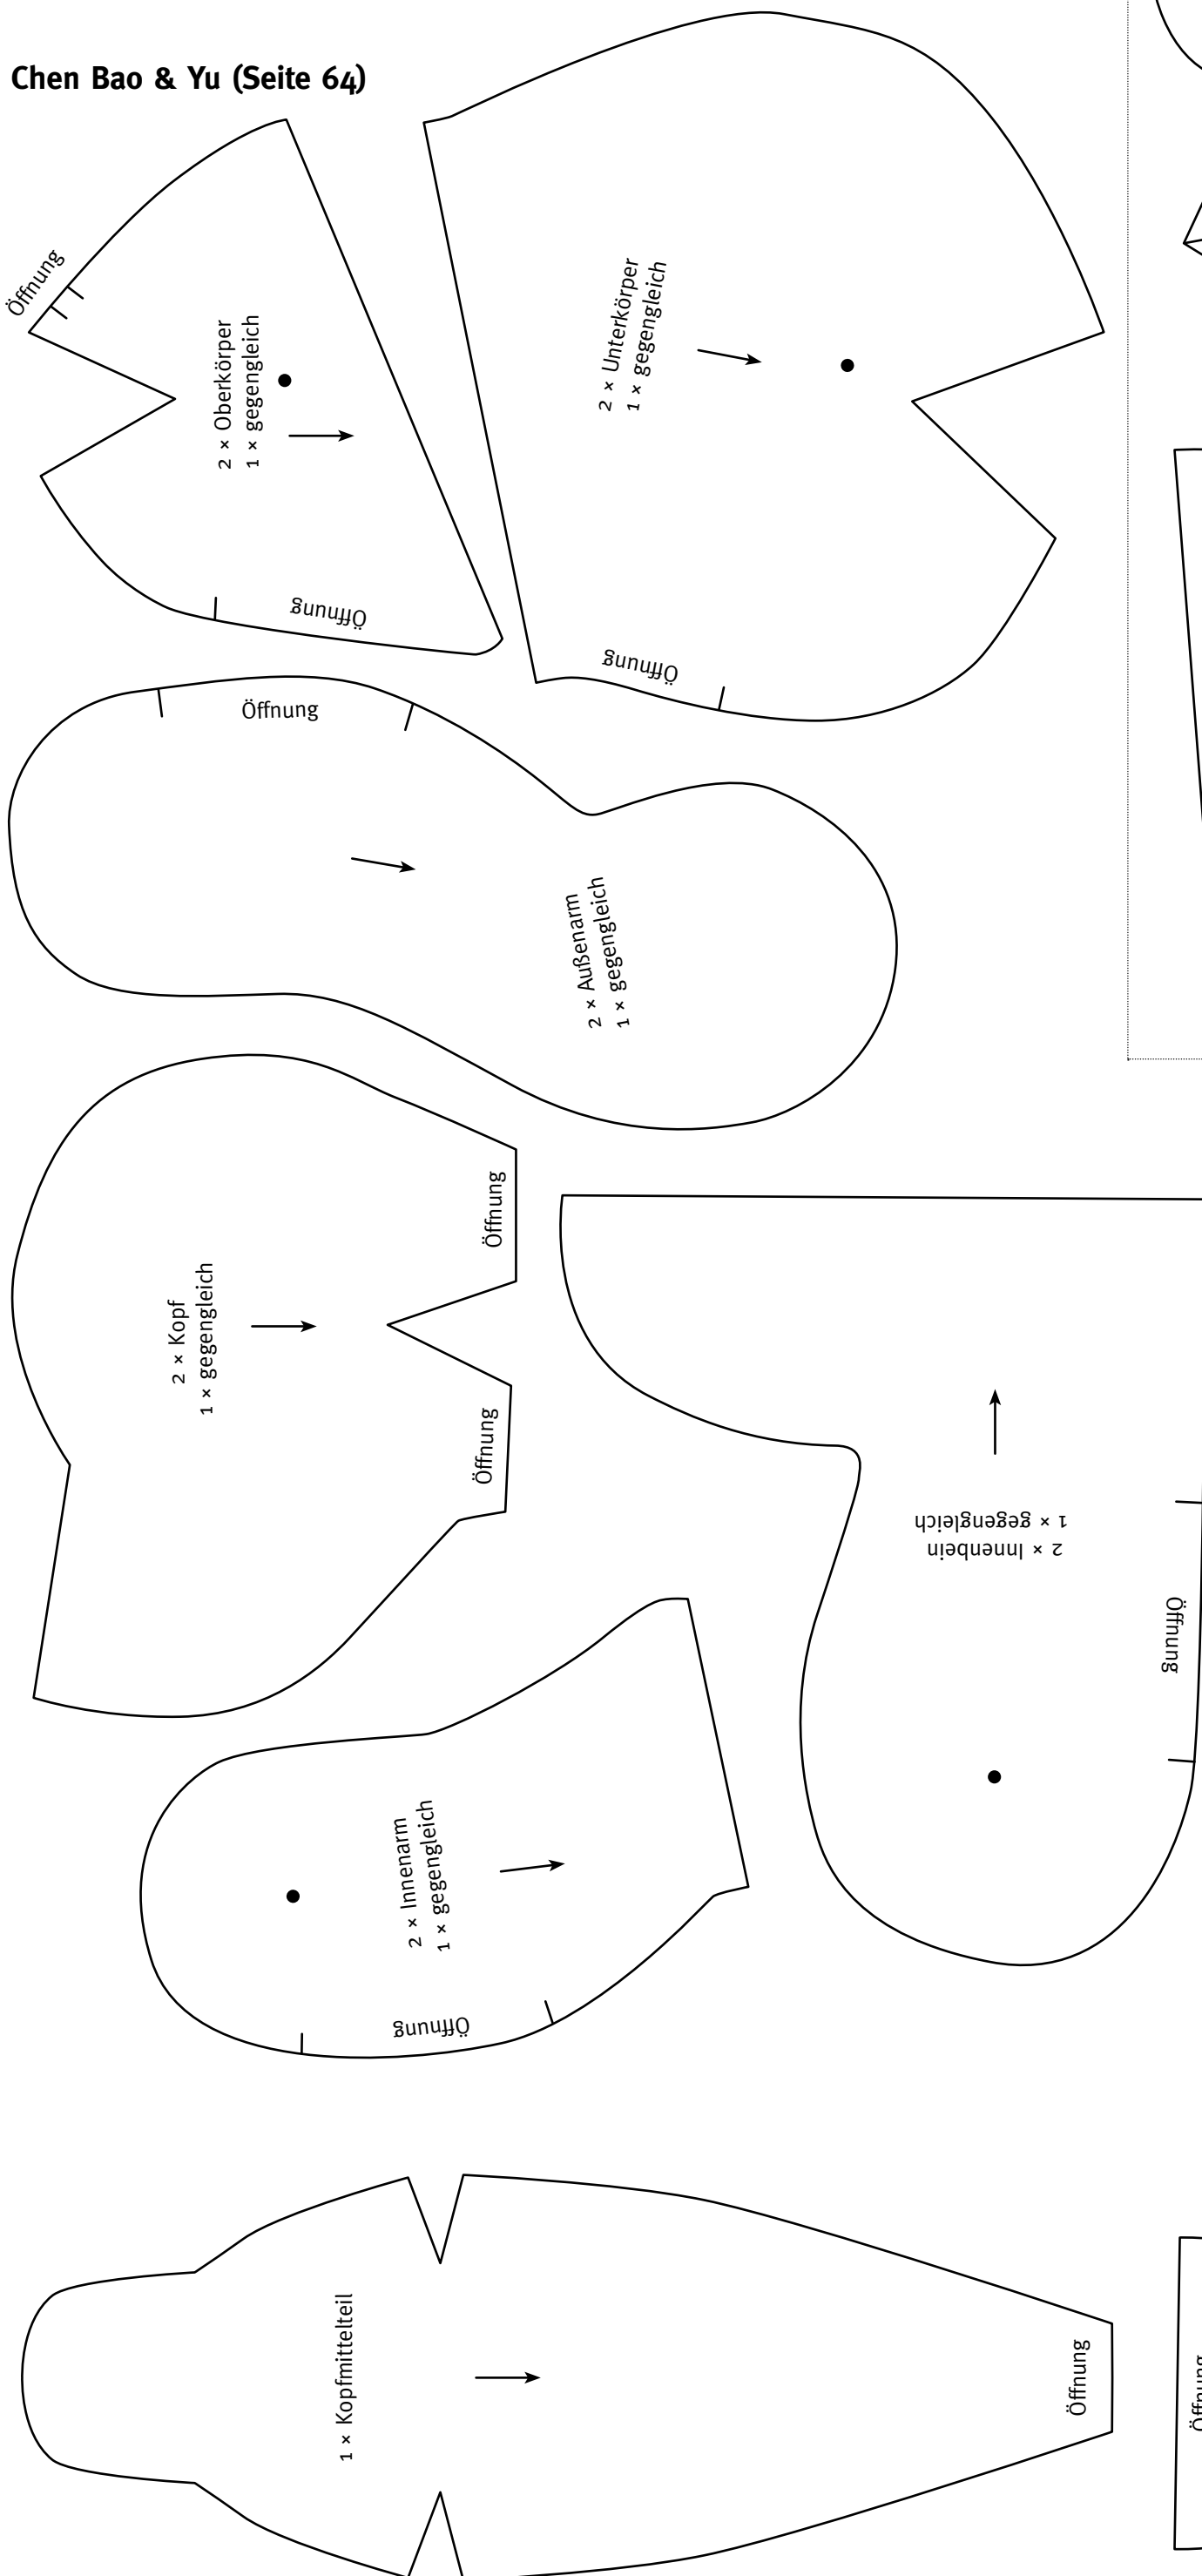 Chen Bao & Yu (Seite 64)
Öffnung
2 × Oberkörper
1 × gegengleich
Öffnung
2 × Unterkörper
1 × gegengleich
Öffnung
Öffnung
2 × Außenarm
1 × gegengleich
Öffnung
2 × Kopf
1 × gegengleich
Öffnung
2 × Innenbein
1 × gegengleich
Öffnung
2 × Innenarm
1 × gegengleich
Öffnung
1 × Kopfmittelteil
Öffnung
Öffnung